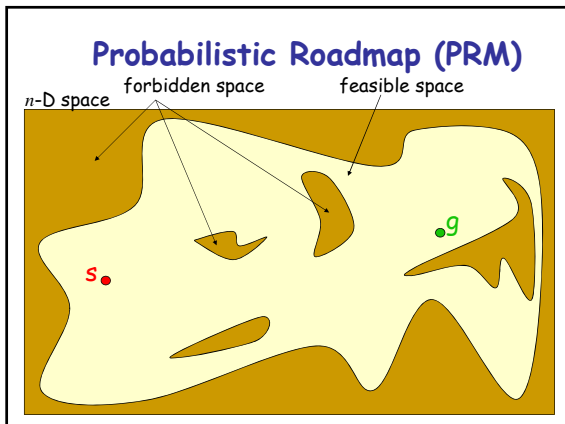 Probabilistic Roadmap (PRM)
forbidden space
feasible space
n-D space
g
s